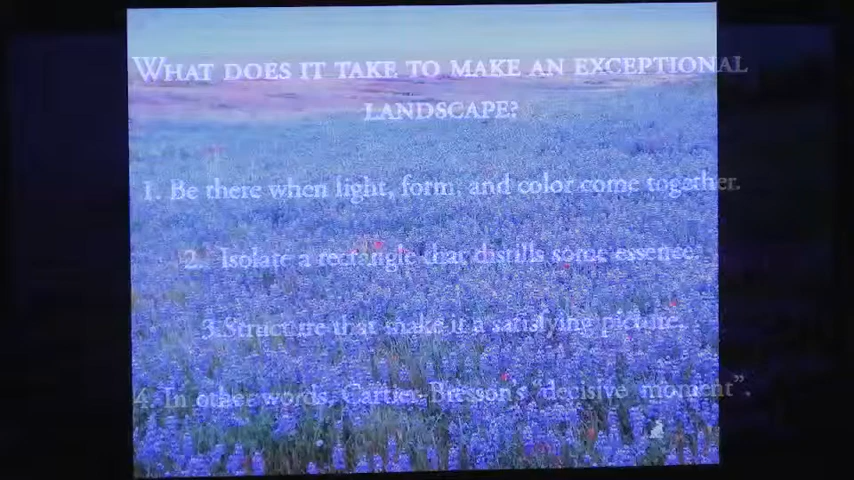 What does it take to make an exceptional
landscape?
1. Be there when light, form, and color come together.
2. Isolate a rectangle that distills some essence.
3.Structure that make it a satisfying picture.
4. In other words, Cartier-Bresson's "decisive moment".